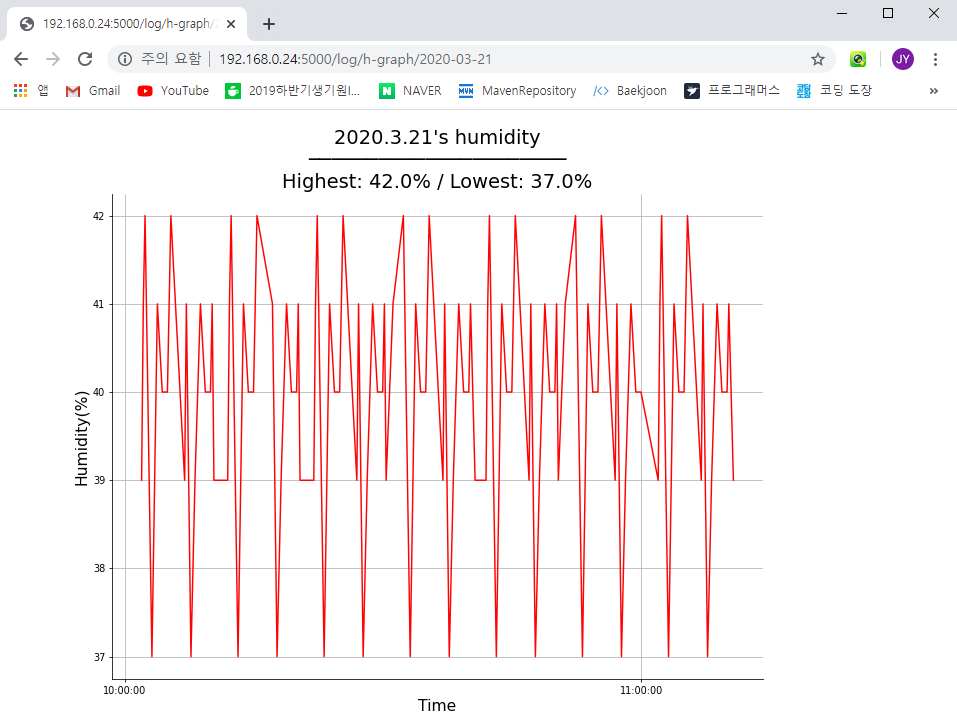 192.168.0.24:5000/log/h-graph/2
주의 요함 192.168.0.24:5000/log/h-graph/2020-03-21 JY
앱 Gmail YouTube 2019하반기생기원I... N NAVER MVN MavenRepository </> Baekjoon 프로그래머스 코딩 도장 »
2020.3.21's humidity
Highest: 42.0% / Lowest: 37.0%
42
41
40
39
38
37
Humidity(%)
10:00:00 11:00:00
Time